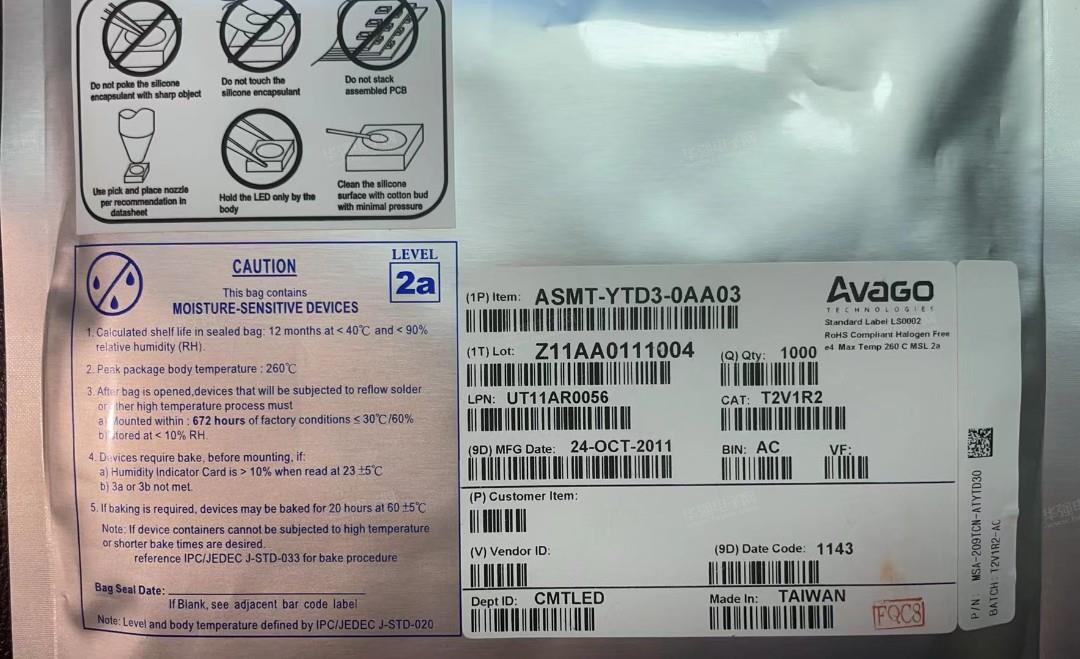 Do not poke the silicone
encapsulant with sharp object
Do not touch the
silicone encapsulant
Do not stack
assembled PCB
Use pick and place nozzle
per recommendation in
datasheet
Hold the LED only by the
body
Clean the silicone
surface with cotton bud
with minimal pressure
CAUTION
This bag contains
MOISTURE-SENSITIVE DEVICES
LEVEL
2a
1. Calculated shelf life in sealed bag: 12 months at < 40℃ and < 90%
relative humidity (RH).
2. Peak package body temperature : 260℃
3. After bag is opened,devices that will be subjected to reflow solder
or other high temperature process must
a) Mounted within : 672 hours of factory conditions ≤ 30℃/60%
b) stored at < 10% RH.
4. Devices require bake, before mounting, if:
a) Humidity Indicator Card is > 10% when read at 23 ±5℃
b) 3a or 3b not met.
5. If baking is required, devices may be baked for 20 hours at 60 ±5℃
Note: If device containers cannot be subjected to high temperature
or shorter bake times are desired.
reference IPC/JEDEC J-STD-033 for bake procedure
Bag Seal Date:
If Blank, see adjacent bar code label
Note: Level and body temperature defined by IPC/JEDEC J-STD-020
(1P) Item: ASMT-YTD3-0AA03
AVAGO
TECHNOLOGIES
Standard Label LS0002
RoHS Compliant Halogen Free
e4 Max Temp 260 C MSL 2a
(1T) Lot: Z11AA0111004
(Q) Qty: 1000
LPN: UT11AR0056
CAT: T2V1R2
(9D) MFG Date: 24-OCT-2011
BIN: AC
VF:
(P) Customer Item:
(V) Vendor ID:
(9D) Date Code: 1143
Dept ID: CMTLED
Made In: TAIWAN
FQC8
P/N: MSA-209TCN-ATYTD30
BATCH: T2V1R2-AC